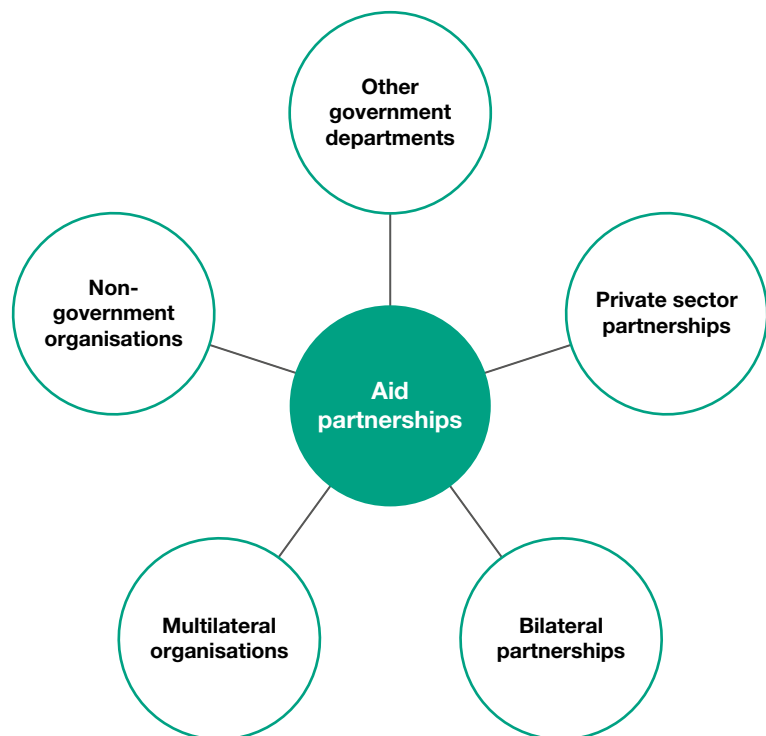 Other
government
departments
Non-
government
organisations
Private sector
partnerships
Aid
partnerships
Multilateral
organisations
Bilateral
partnerships